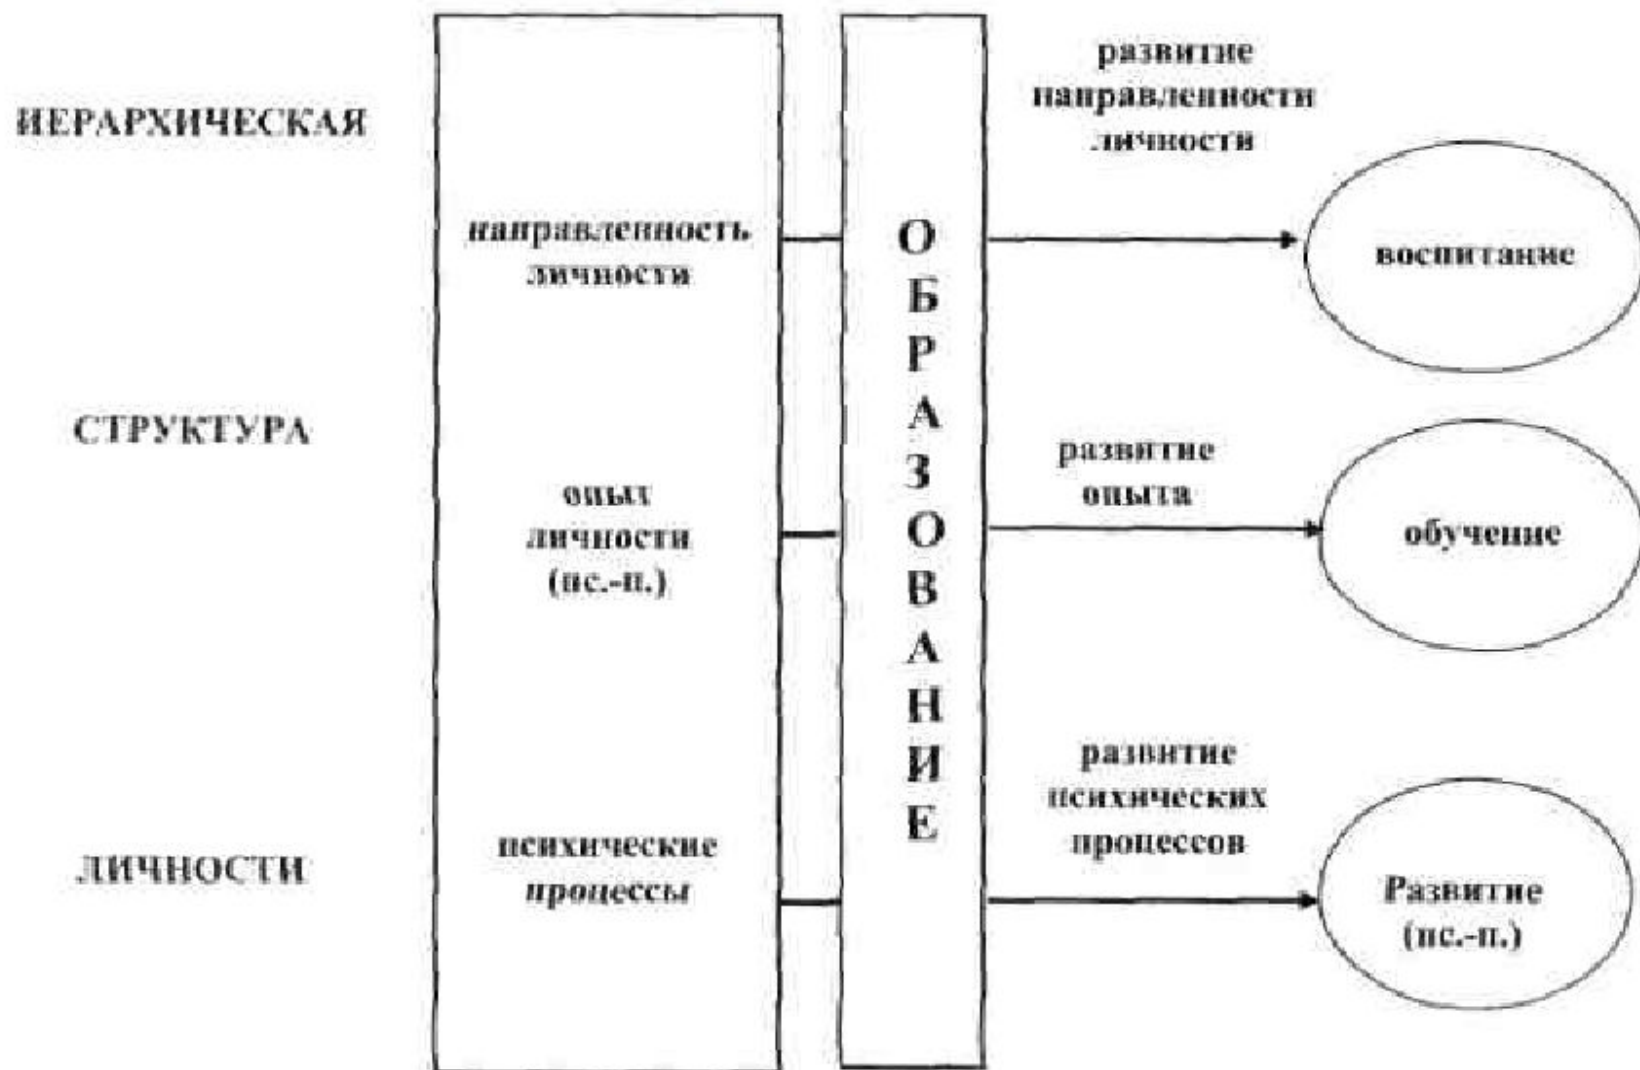 ИЕРАРХИЧЕСКАЯ
СТРУКТУРА
ЛИЧНОСТИ
направленность
личности
опыт
личности
(пс.-п.)
психические
процессы
ОБРАЗОВАНИЕ
развитие
направленности
личности
воспитание
развитие
опыта
обучение
развитие
психических
процессов
Развитие
(пс.-п.)